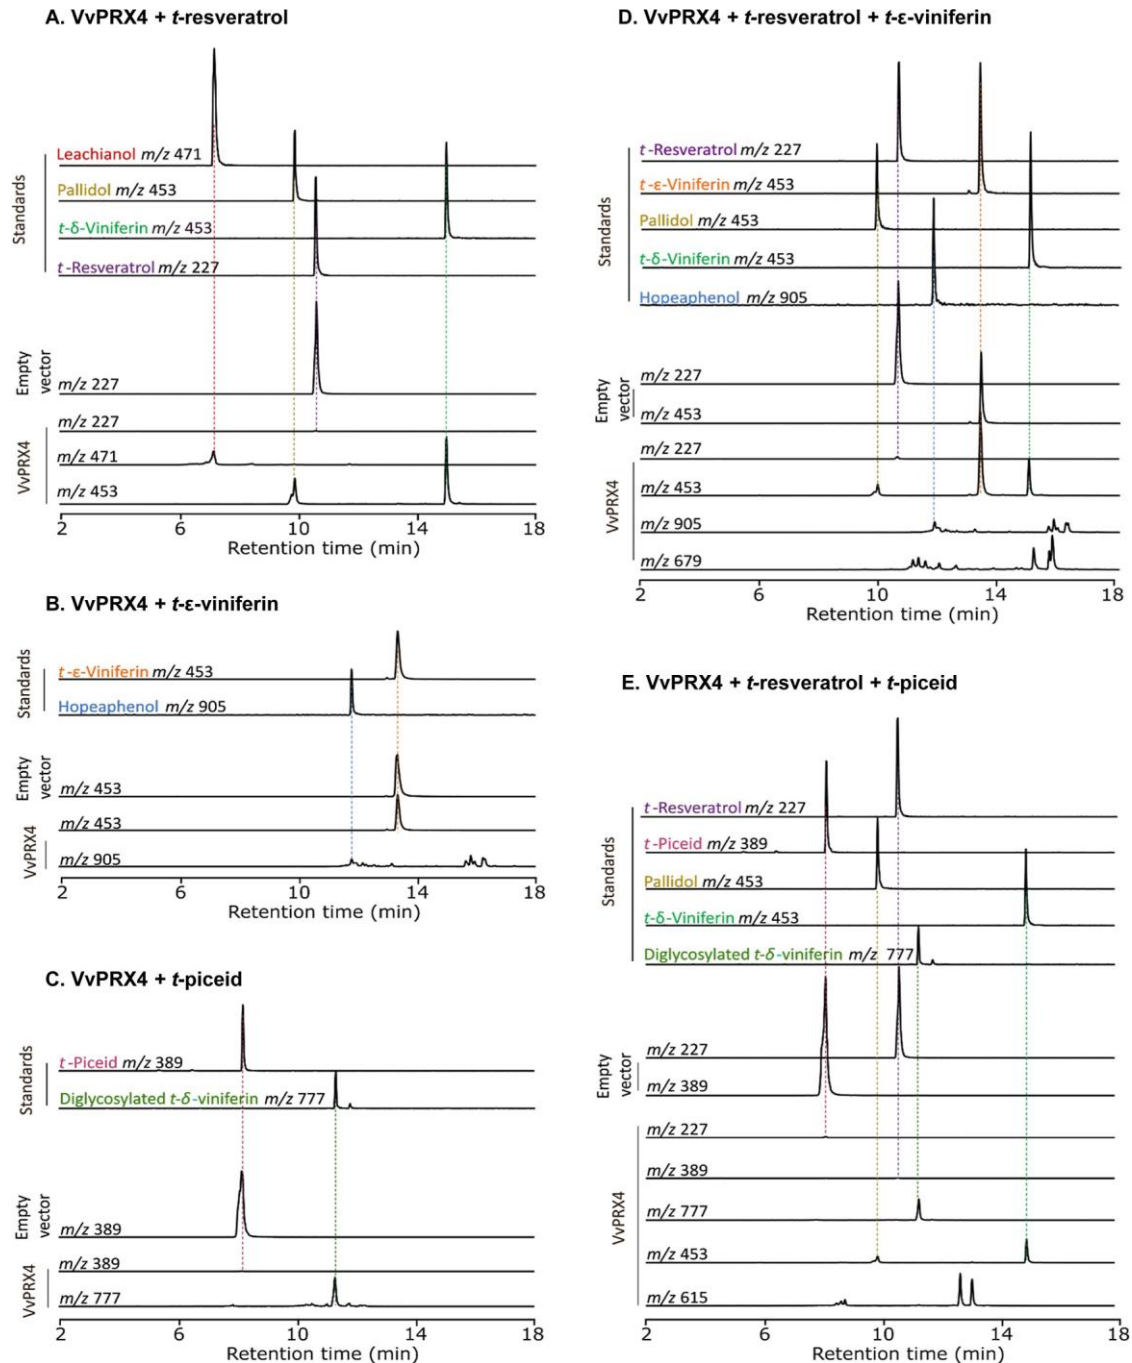 A. VvPRX4 + t-resveratrol
Standards
Leachianol m/z 471
Pallidol m/z 453
t-δ-Viniferin m/z 453
t-Resveratrol m/z 227
Empty vector
m/z 227
VvPRX4
m/z 227
m/z 471
m/z 453
2 6 10 14 18
Retention time (min)
B. VvPRX4 + t-ε-viniferin
Standards
t-ε-Viniferin m/z 453
Hopeaphenol m/z 905
Empty vector
m/z 453
m/z 453
VvPRX4
m/z 905
2 6 10 14 18
Retention time (min)
C. VvPRX4 + t-piceid
Standards
t-Piceid m/z 389
Diglycosylated t-δ-viniferin m/z 777
Empty vector
m/z 389
VvPRX4
m/z 389
m/z 777
2 6 10 14 18
Retention time (min)
D. VvPRX4 + t-resveratrol + t-ε-viniferin
Standards
t-Resveratrol m/z 227
t-ε-Viniferin m/z 453
Pallidol m/z 453
t-δ-Viniferin m/z 453
Hopeaphenol m/z 905
Empty vector
m/z 227
m/z 453
VvPRX4
m/z 227
m/z 453
m/z 905
m/z 679
2 6 10 14 18
Retention time (min)
E. VvPRX4 + t-resveratrol + t-piceid
Standards
t-Resveratrol m/z 227
t-Piceid m/z 389
Pallidol m/z 453
t-δ-Viniferin m/z 453
Diglycosylated t-δ-viniferin m/z 777
Empty vector
m/z 227
m/z 389
VvPRX4
m/z 227
m/z 389
m/z 777
m/z 453
m/z 615
2 6 10 14 18
Retention time (min)